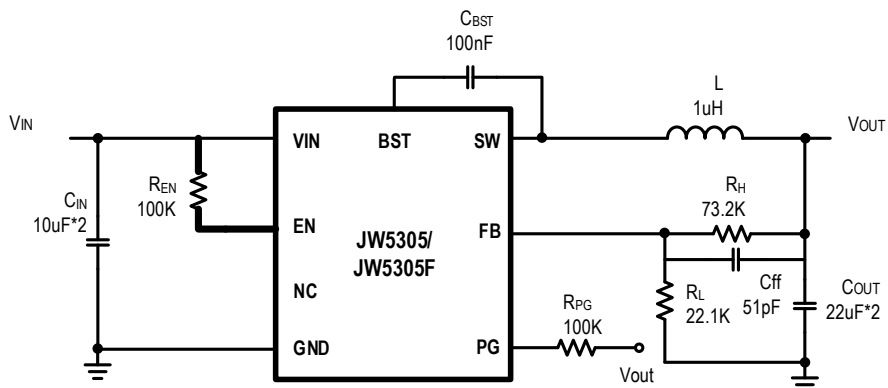 CBST
100nF
L
1uH
VIN
VIN
BST
SW
VOUT
REN
100K
CIN
10uF*2
RH
73.2K
EN
FB
JW5305/
JW5305F
Cff
51pF
RL
22.1K
COUT
22uF*2
NC
RPG
100K
GND
PG
Vout